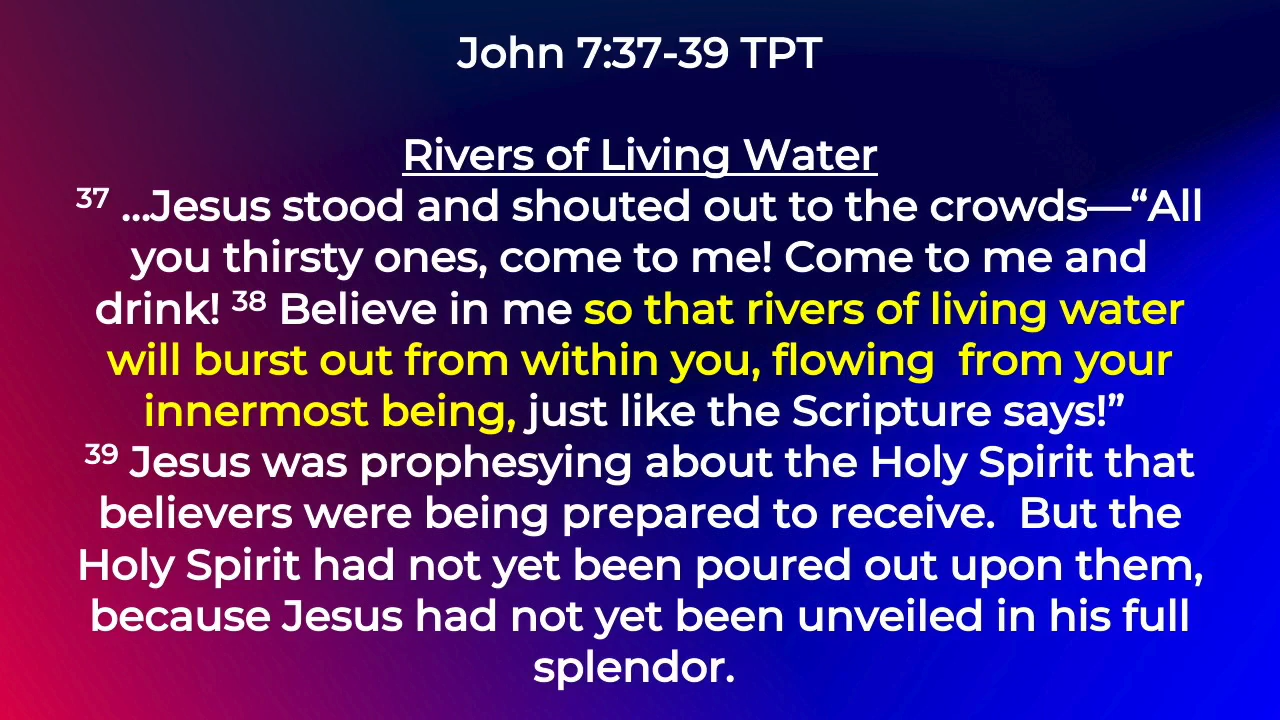 John 7:37-39 TPT
Rivers of Living Water
37 ...Jesus stood and shouted out to the crowds—“All
you thirsty ones, come to me! Come to me and
drink! 38 Believe in me so that rivers of living water
will burst out from within you, flowing  from your
innermost being, just like the Scripture says!”
39 Jesus was prophesying about the Holy Spirit that
believers were being prepared to receive.  But the
Holy Spirit had not yet been poured out upon them,
because Jesus had not yet been unveiled in his full
splendor.